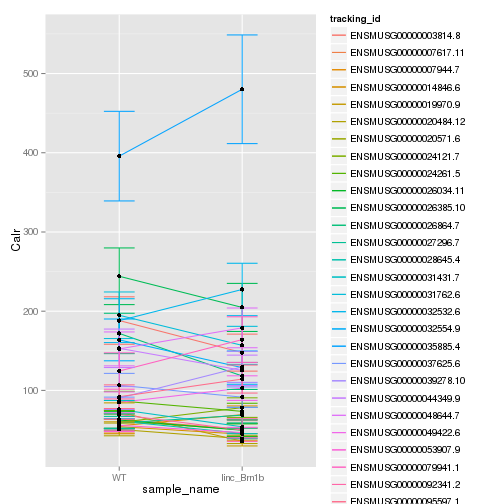 tracking_id
ENSMUSG00000003814.8
ENSMUSG00000007617.11
ENSMUSG00000007944.7
ENSMUSG00000014846.6
ENSMUSG00000019970.9
ENSMUSG00000020484.12
ENSMUSG00000020571.6
ENSMUSG00000024121.7
ENSMUSG00000024261.5
ENSMUSG00000026034.11
ENSMUSG00000026385.10
ENSMUSG00000026864.7
ENSMUSG00000027296.7
ENSMUSG00000028645.4
ENSMUSG00000031431.7
ENSMUSG00000031762.6
ENSMUSG00000032532.6
ENSMUSG00000032554.9
ENSMUSG00000035885.4
ENSMUSG00000037625.6
ENSMUSG00000039278.10
ENSMUSG00000044349.9
ENSMUSG00000048644.7
ENSMUSG00000049422.6
ENSMUSG00000053907.9
ENSMUSG00000079941.1
ENSMUSG00000092341.2
ENSMUSG00000095597.1
500
400
300
200
100
Calr
WT
linc_Brn1b
sample_name